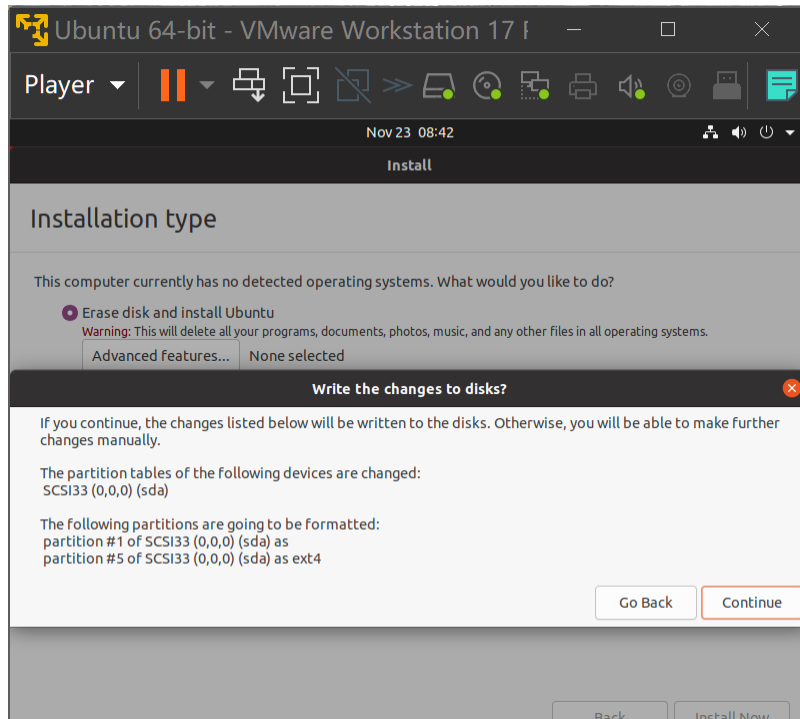 Ubuntu 64-bit - VMware Workstation 17 
Player
Nov 23 08:42
Install
Installation type
This computer currently has no detected operating systems. What would you like to do?
Erase disk and install Ubuntu
Warning: This will delete all your programs, documents, photos, music, and any other files in all operating systems.
Advanced features... None selected
Write the changes to disks?
If you continue, the changes listed below will be written to the disks. Otherwise, you will be able to make further
changes manually.
The partition tables of the following devices are changed:
SCSI33 (0,0,0) (sda)
The following partitions are going to be formatted:
partition #1 of SCSI33 (0,0,0) (sda) as
partition #5 of SCSI33 (0,0,0) (sda) as ext4
Go Back Continue
Back Install Now